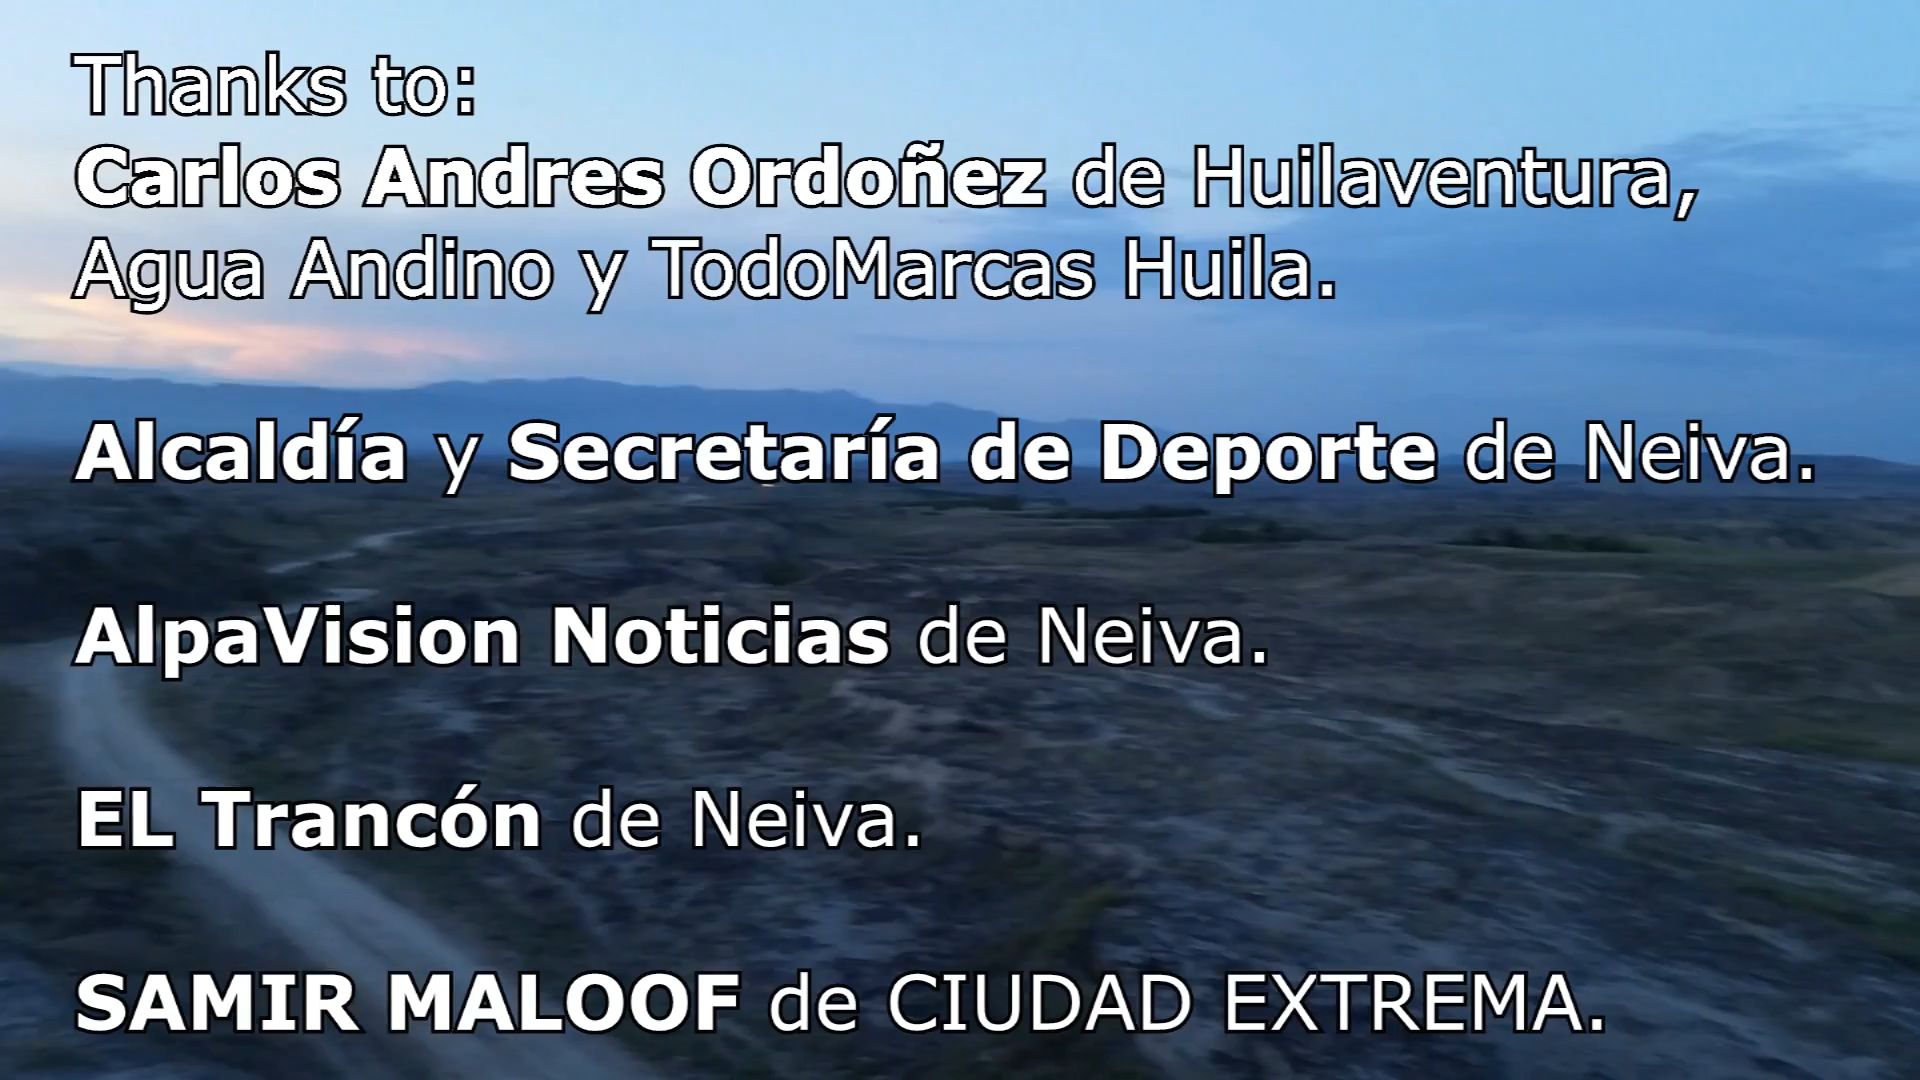 Thanks to:
Carlos Andres Ordoñez de Huilaventura,
Agua Andino y TodoMarcas Huila.
Alcaldía y Secretaría de Deporte de Neiva.
AlpaVision Noticias de Neiva.
EL Trancón de Neiva.
SAMIR MALOOF de CIUDAD EXTREMA.